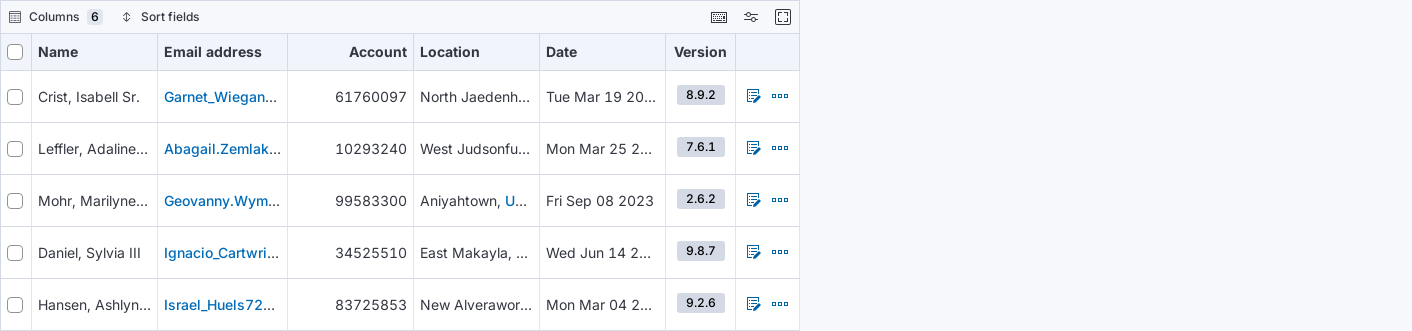 Columns 6 Sort fields
Name Email address Account Location Date Version
Crist, Isabell Sr. Garnet_Wiegan... 61760097 North Jaedenh... Tue Mar 19 20... 8.9.2
Leffler, Adaline... Abagail.Zemlak... 10293240 West Judsonfu... Mon Mar 25 2... 7.6.1
Mohr, Marilyne... Geovanny.Wym... 99583300 Aniyahtown, U... Fri Sep 08 2023 2.6.2
Daniel, Sylvia III Ignacio_Cartwri... 34525510 East Makayla, ... Wed Jun 14 2... 9.8.7
Hansen, Ashlyn... Israel_Huels72... 83725853 New Alverawor... Mon Mar 04 2... 9.2.6